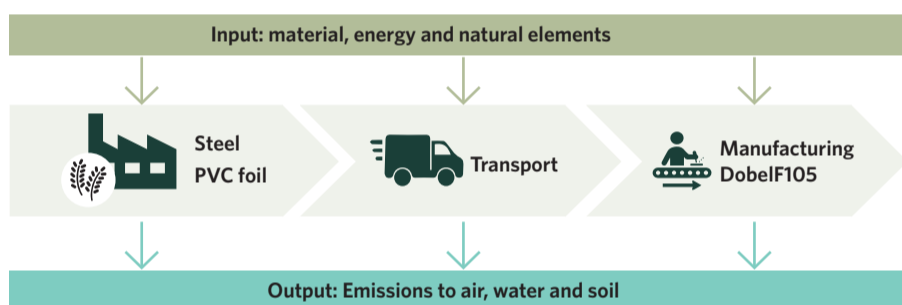 Input: material, energy and natural elements
Steel
PVC foil
Transport
Manufacturing
DobelF105
Output: Emissions to air, water and soil